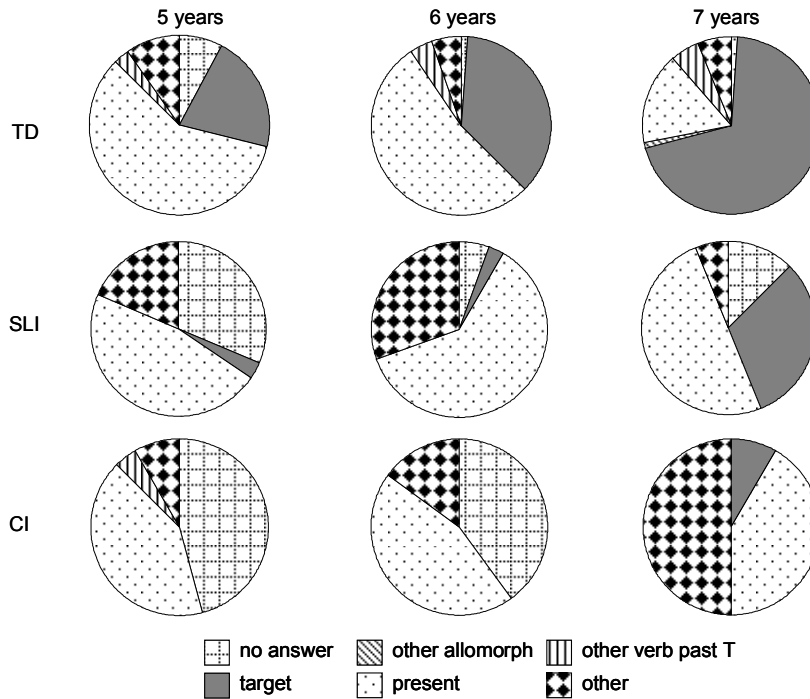 5 years 6 years 7 years
TD
SLI
CI
no answer other allomorph other verb past T
target present other